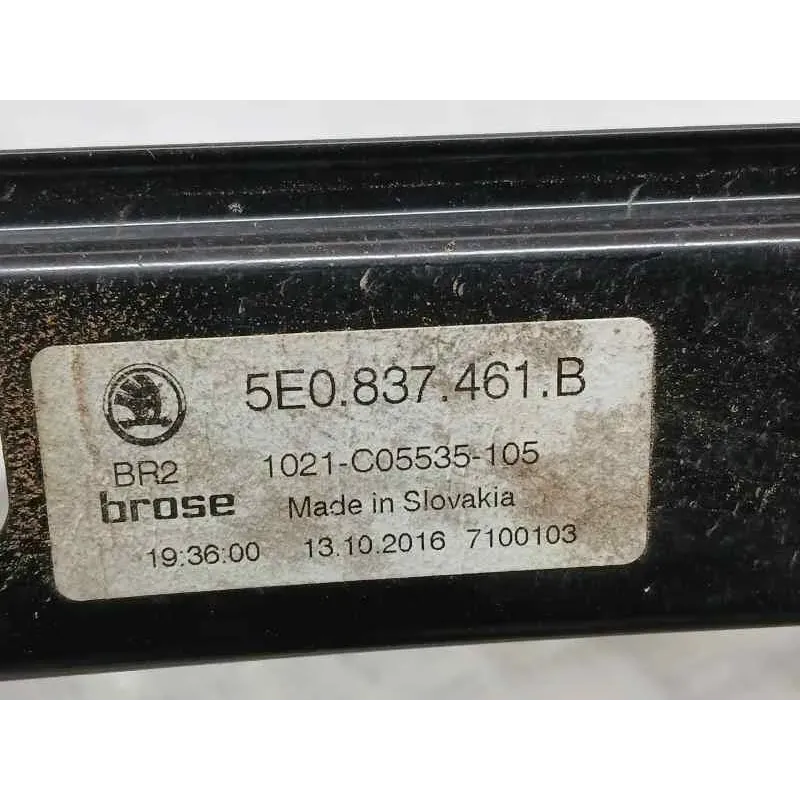 5E0.837.461.B
BR2 1021-C05535-105
brose Made in Slovakia
19:36:00 13.10.2016 7100103